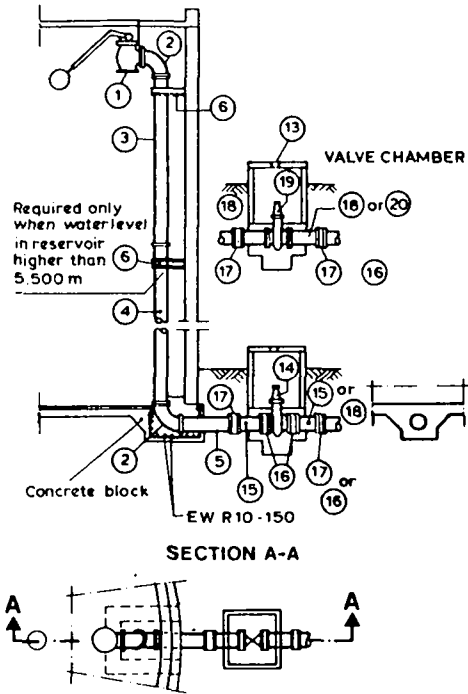 2
1
6
3
13
VALVE CHAMBER
19
18
18 or 20
Required only
when waterlevel
in reservoir
higher than
5.500 m
17
17
16
6
4
14
17
15 or
18
2
5
15
16
17
or
16
Concrete block
EW R10-150
SECTION A-A
A
A